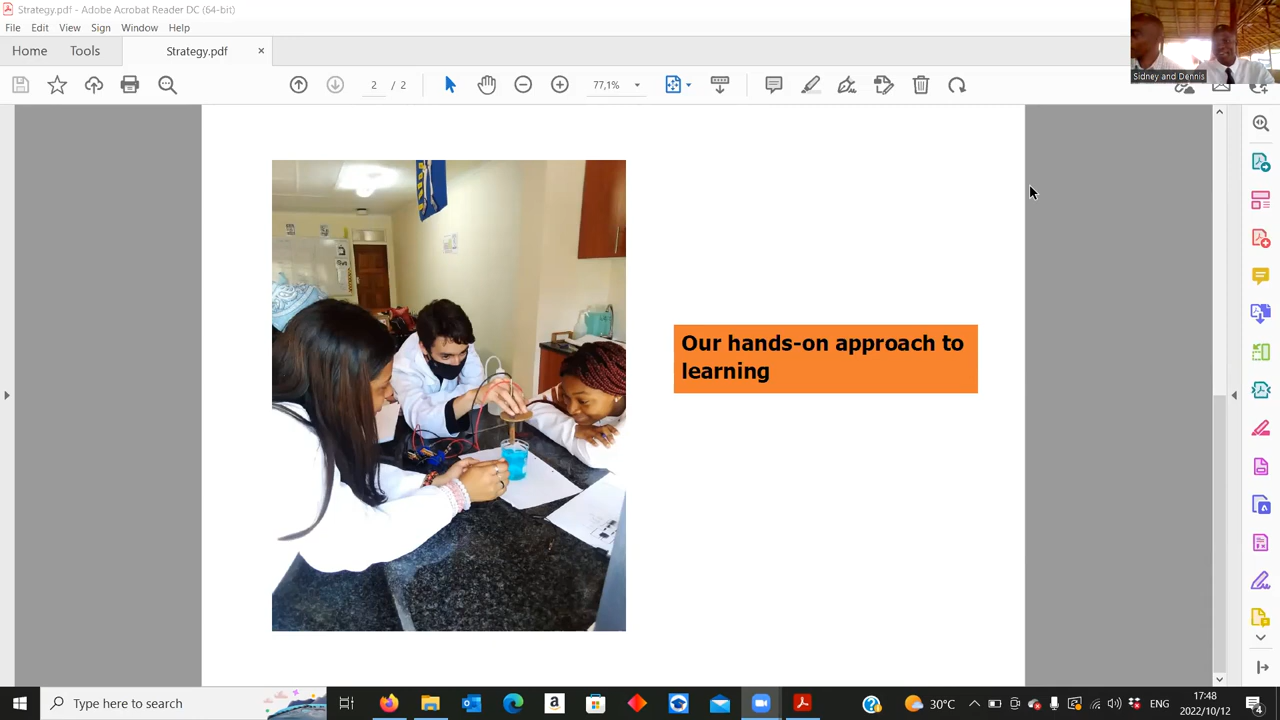 Strategy.pdf - Adobe Acrobat Reader DC (64-bit)
File Edit View Sign Window Help
Home Tools Strategy.pdf ×
2 / 2 77,1%
Sidney and Dennis
Our hands-on approach to
learning
Type here to search
30°C ENG
17:48
2022/10/12
4